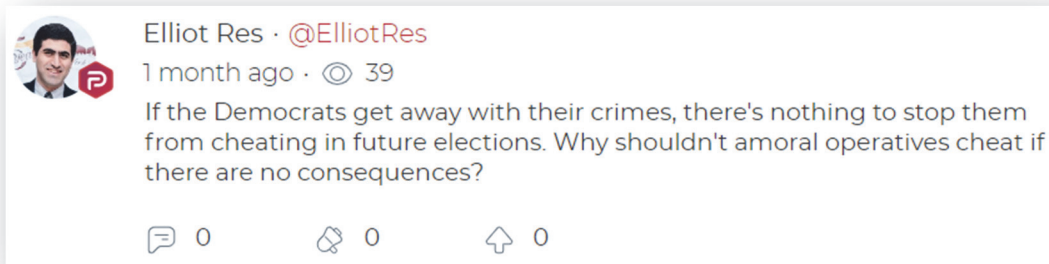 Elliot Res · @ElliotRes
1 month ago · 39
If the Democrats get away with their crimes, there's nothing to stop them
from cheating in future elections. Why shouldn't amoral operatives cheat if
there are no consequences?
0 0 0